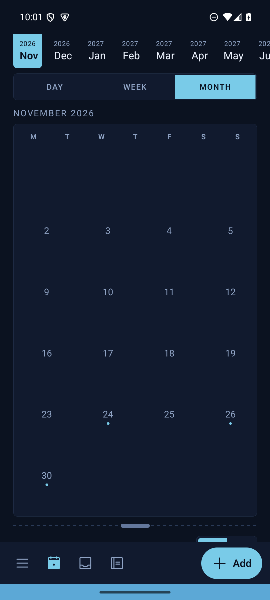 10:01
2026 2026 2027 2027 2027 2027 2027 202
Nov Dec Jan Feb Mar Apr May Ju
DAY WEEK MONTH
NOVEMBER 2026
M T W T F S S
2 3 4 5
9 10 11 12
16 17 18 19
23 24 25 26
30
Add